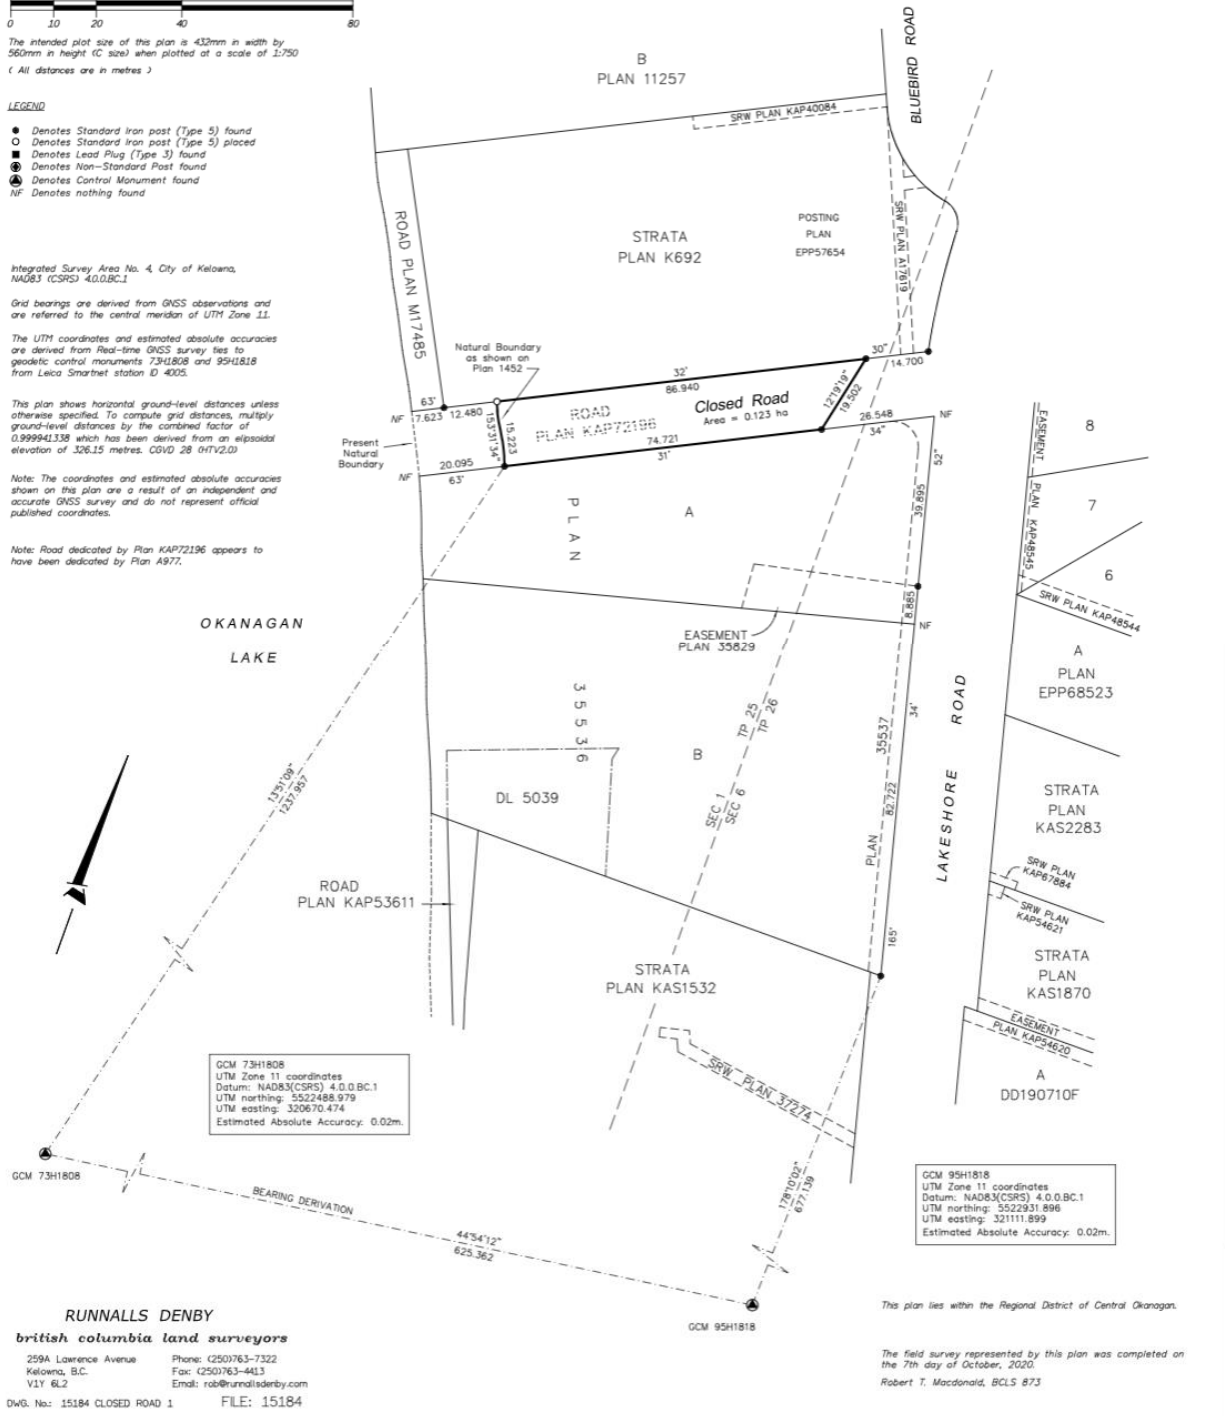 0 10 20 40 80
The intended plot size of this plan is 432mm in width by
560mm in height (C size) when plotted at a scale of 1:750
( All distances are in metres )
LEGEND
Denotes Standard Iron post (Type 5) found
Denotes Standard Iron post (Type 5) placed
Denotes Lead Plug (Type 3) found
Denotes Non-Standard Post found
Denotes Control Monument found
NF Denotes nothing found
Integrated Survey Area No. 4, City of Kelowna,
NAD83 (CSRS) 4.0.0.BC.1
Grid bearings are derived from GNSS observations and
are referred to the central meridian of UTM Zone 11.
The UTM coordinates and estimated absolute accuracies
are derived from Real-time GNSS survey ties to
geodetic control monuments 73H1808 and 95H1818
from Leica Smartnet station ID 4005.
This plan shows horizontal ground-level distances unless
otherwise specified. To compute grid distances, multiply
ground-level distances by the combined factor of
0.999941338 which has been derived from an elipsoidal
elevation of 326.15 metres. CGVD 28 (HTV2.0)
Note: The coordinates and estimated absolute accuracies
shown on this plan are a result of an independent and
accurate GNSS survey and do not represent official
published coordinates.
Note: Road dedicated by Plan KAP72196 appears to
have been dedicated by Plan A977.
B
PLAN 11257
SRW PLAN KAP40084
BLUEBIRD ROAD
ROAD PLAN M17485
STRATA
PLAN K692
POSTING
PLAN
EPP57654
SRW PLAN A17619
Natural Boundary
as shown on
Plan 1452
30"
14.700
32'
86.940
63'
NF 7.623 12.480
ROAD
PLAN KAP72196
Closed Road
Area = 0.123 ha
12°19'19"
19.502
153°31'34"
15.223
74.721
31'
26.548
34"
NF
Present
Natural
Boundary
20.095
NF
63'
52"
39.895
A
PLAN
35536
8.885
NF
EASEMENT
PLAN 35829
EASEMENT PLAN KAP48545
8
7
6
SRW PLAN KAP48544
A
PLAN
EPP68523
OKANAGAN
LAKE
B
TP 25
TP 26
SEC 1
SEC 6
34'
PLAN 35537
82.722
165'
LAKESHORE ROAD
DL 5039
13°51'09"
1237.957
STRATA
PLAN
KAS2283
SRW PLAN
KAP67884
SRW PLAN
KAP54621
STRATA
PLAN
KAS1870
EASEMENT
PLAN KAP54620
A
DD190710F
ROAD
PLAN KAP53611
STRATA
PLAN KAS1532
SRW PLAN 37274
GCM 73H1808
UTM Zone 11 coordinates
Datum: NAD83(CSRS) 4.0.0.BC.1
UTM northing: 5522488.979
UTM easting: 320670.474
Estimated Absolute Accuracy: 0.02m.
GCM 73H1808
BEARING DERIVATION
44°54'12"
625.362
178°10'02"
677.139
GCM 95H1818
GCM 95H1818
UTM Zone 11 coordinates
Datum: NAD83(CSRS) 4.0.0.BC.1
UTM northing: 5522931.896
UTM easting: 321111.899
Estimated Absolute Accuracy: 0.02m.
RUNNALLS DENBY
british columbia land surveyors
259A Lawrence Avenue Phone: (250)763-7322
Kelowna, B.C. Fax: (250)763-4413
V1Y 6L2 Email: rob@runnallsdenby.com
DWG. No.: 15184 CLOSED ROAD 1 FILE: 15184
This plan lies within the Regional District of Central Okanagan.
The field survey represented by this plan was completed on
the 7th day of October, 2020.
Robert T. Macdonald, BCLS 873